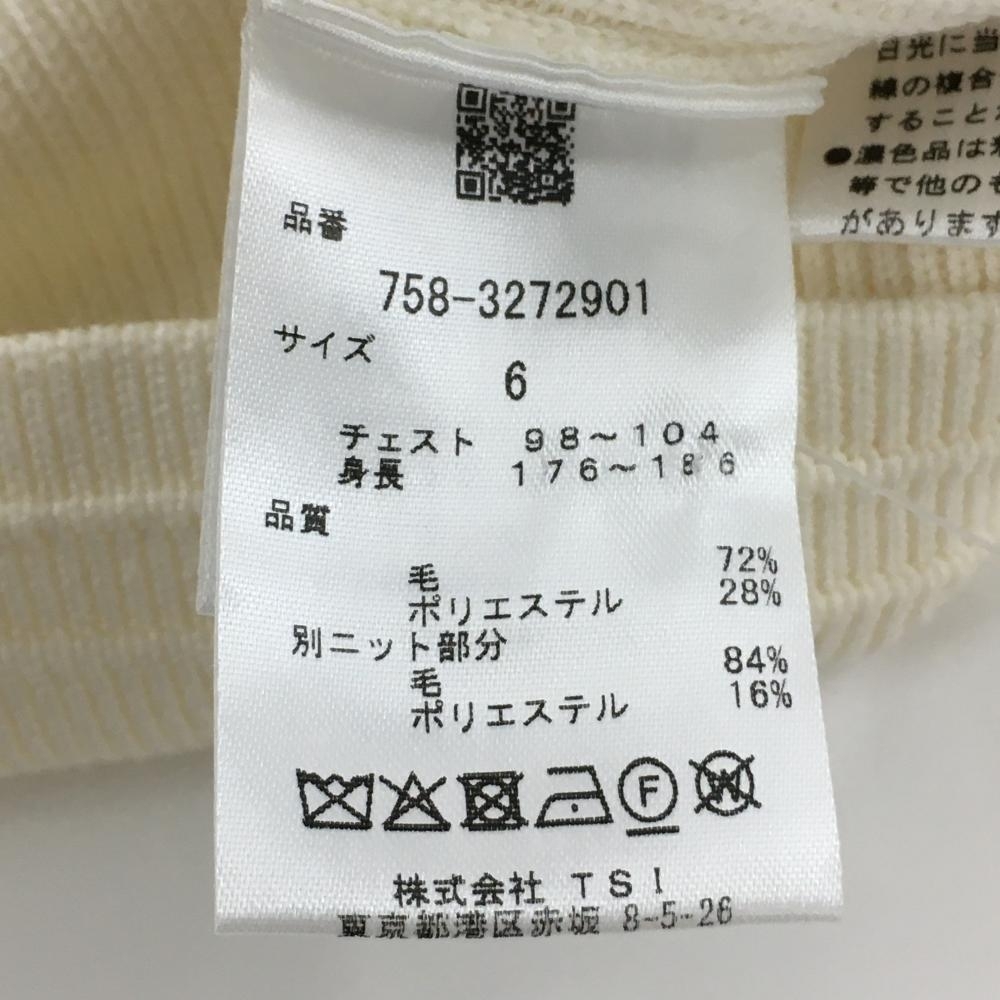 品番
758-3272901
サイズ
6
チェスト 98~104
身長 176~186
品質
毛 72%
ポリエステル 28%
別ニット部分
毛 84%
ポリエステル 16%
F
W
株式会社 TSI
東京都港区赤坂 8-5-26
日光に当
線の複合
すること
●濃色品は
等で他の
があります